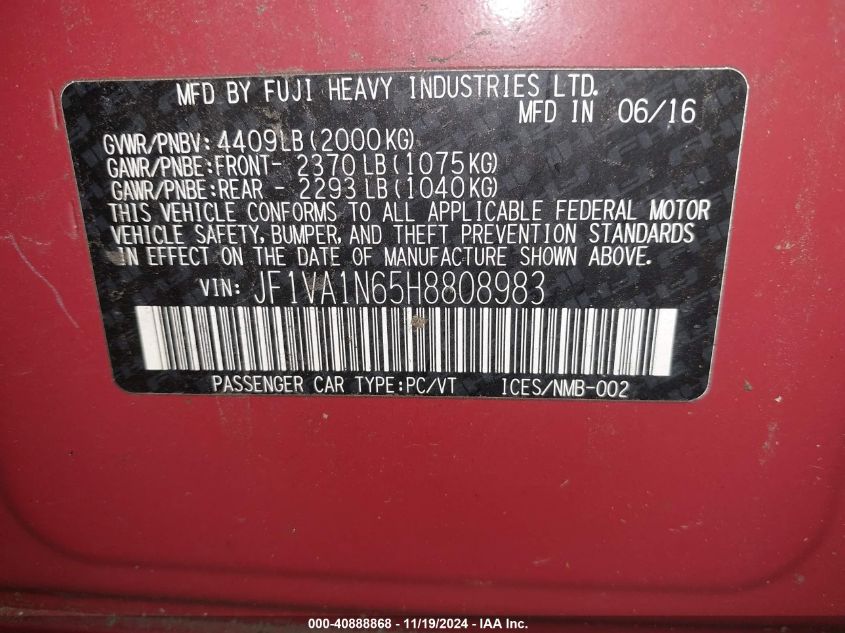 MFD BY FUJI HEAVY INDUSTRIES LTD.
MFD IN 06/16
GVWR/PNBV: 4409LB(2000KG)
GAWR/PNBE:FRONT- 2370LB(1075KG)
GAWR/PNBE:REAR - 2293LB(1040KG)
THIS VEHICLE CONFORMS TO ALL APPLICABLE FEDERAL MOTOR
VEHICLE SAFETY, BUMPER, AND THEFT PREVENTION STANDARDS
IN EFFECT ON THE DATE OF MANUFACTURE SHOWN ABOVE.
VIN: JF1VA1N65H8808983
PASSENGER CAR TYPE:PC/VT ICES/NMB-002
000-40888868 - 11/19/2024 - IAA Inc.